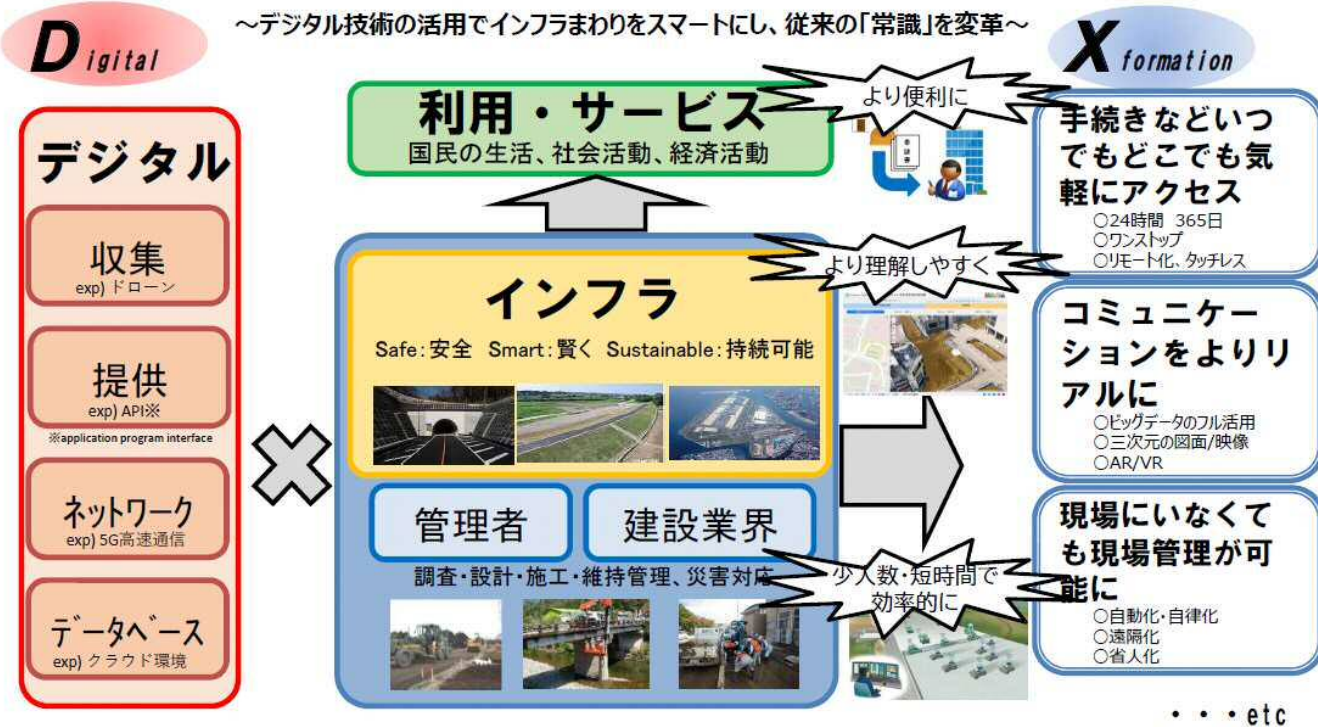 ～デジタル技術の活用でインフラまわりをスマートにし、従来の「常識」を変革～
Digital
Xformation
デジタル
収集
exp) ドローン
提供
exp) API※
※application program interface
ネットワーク
exp) 5G高速通信
データベース
exp) クラウド環境
利用・サービス
国民の生活、社会活動、経済活動
インフラ
Safe：安全 Smart：賢く Sustainable：持続可能
管理者
建設業界
調査・設計・施工・維持管理、災害対応
より便利に
申請書
より理解しやすく
少人数・短時間で
効率的に
手続きなどいつ
でもどこでも気
軽にアクセス
○24時間 365日
○ワンストップ
○リモート化、タッチレス
コミュニケー
ションをよりリ
アルに
○ビッグデータのフル活用
○三次元の図面/映像
○AR/VR
現場にいなくて
も現場管理が可
能に
○自動化・自律化
○遠隔化
○省人化
・・・etc